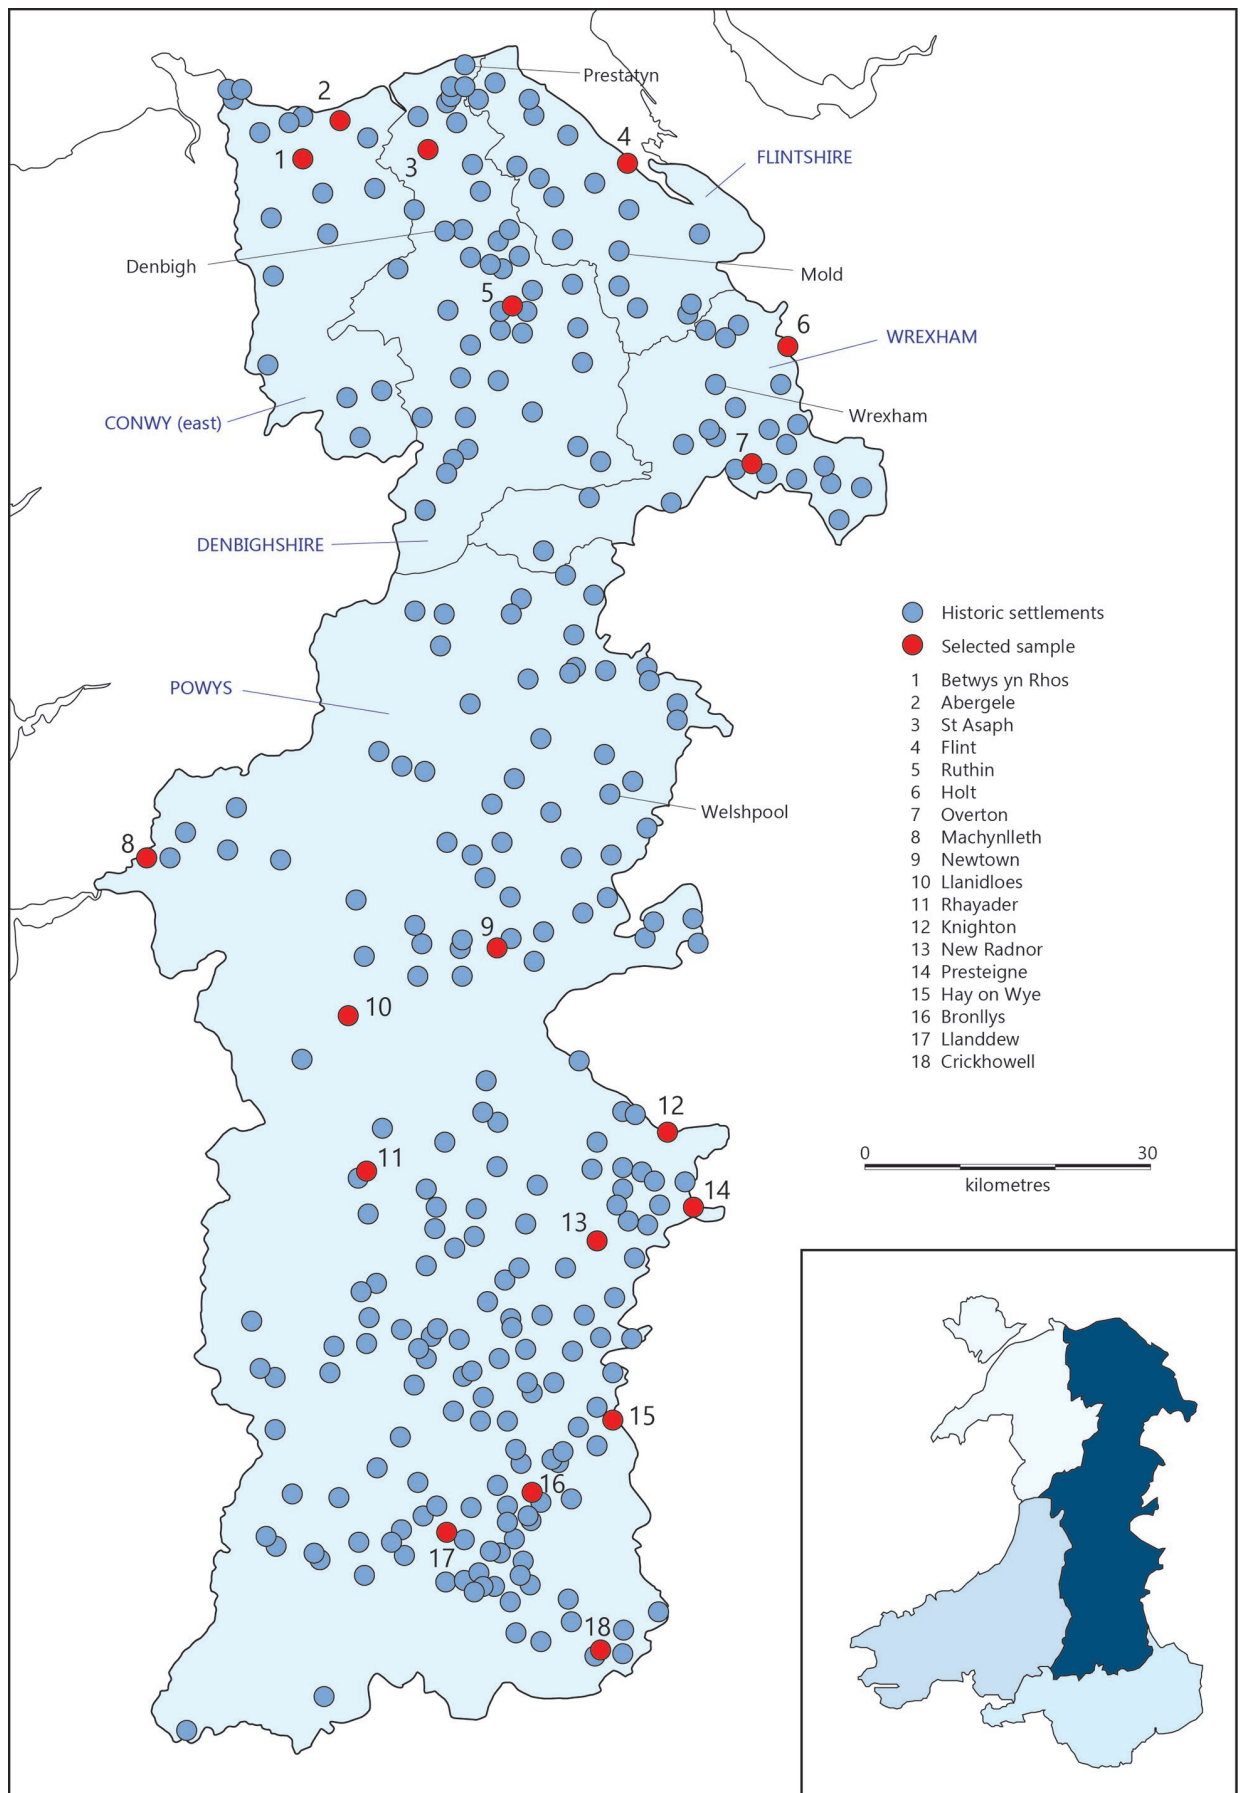 Prestatyn
2
4
FLINTSHIRE
1
3
Denbigh
Mold
5
6
WREXHAM
CONWY (east)
Wrexham
7
DENBIGHSHIRE
Historic settlements
Selected sample
POWYS
1 Betwys yn Rhos
2 Abergele
3 St Asaph
4 Flint
5 Ruthin
6 Holt
7 Overton
8 Machynlleth
9 Newtown
10 Llanidloes
11 Rhayader
12 Knighton
13 New Radnor
14 Presteigne
15 Hay on Wye
16 Bronllys
17 Llanddew
18 Crickhowell
Welshpool
8
9
10
12
11
0 30
kilometres
14
13
15
16
17
18